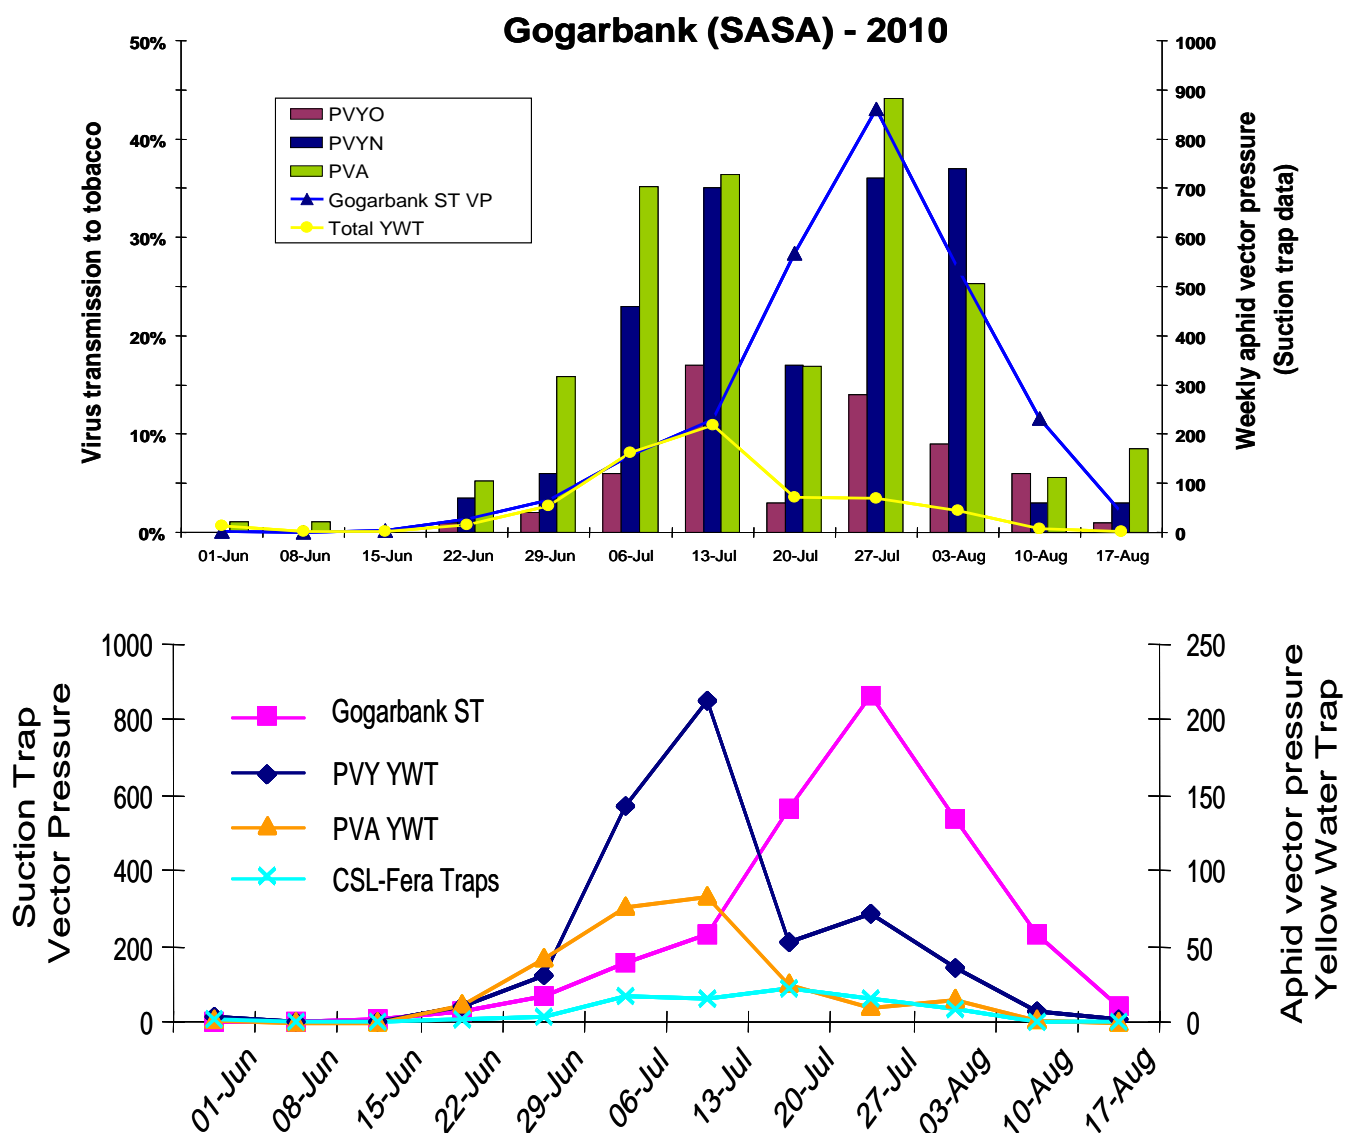 Gogarbank (SASA) - 2010
50%
40%
30%
20%
10%
0%
Virus transmission to tobacco
PVYO
PVYN
PVA
Gogarbank ST VP
Total YWT
1000
900
800
700
600
500
400
300
200
100
0
Weekly aphid vector pressure
(Suction trap data)
01-Jun 08-Jun 15-Jun 22-Jun 29-Jun 06-Jul 13-Jul 20-Jul 27-Jul 03-Aug 10-Aug 17-Aug
Suction Trap
Vector Pressure
1000
800
600
400
200
0
Gogarbank ST
PVY YWT
PVA YWT
CSL-Fera Traps
250
200
150
100
50
0
Aphid vector pressure
Yellow Water Trap
01-Jun 08-Jun 15-Jun 22-Jun 29-Jun 06-Jul 13-Jul 20-Jul 27-Jul 03-Aug 10-Aug 17-Aug